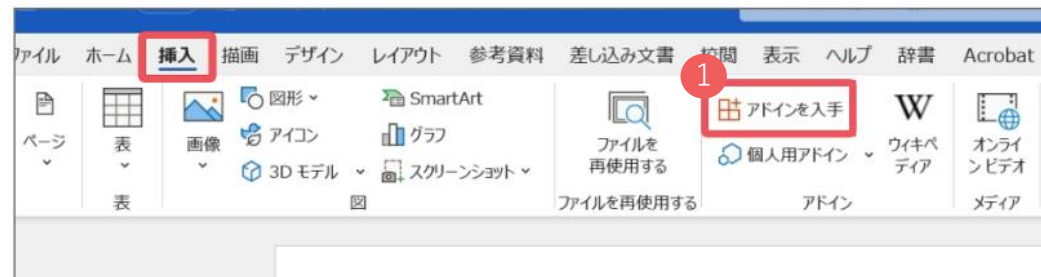 ファイル ホーム 挿入 描画 デザイン レイアウト 参考資料 差し込み文書 校閲 表示 ヘルプ 辞書 Acrobat
1
ページ
表
画像
図形
アイコン
3D モデル
SmartArt
グラフ
スクリーンショット
ファイルを
再使用する
アドインを入手
個人用アドイン
W
ウィキペ
ディア
オンライ
ン ビデオ
表 図 ファイルを再使用する アドイン メディア